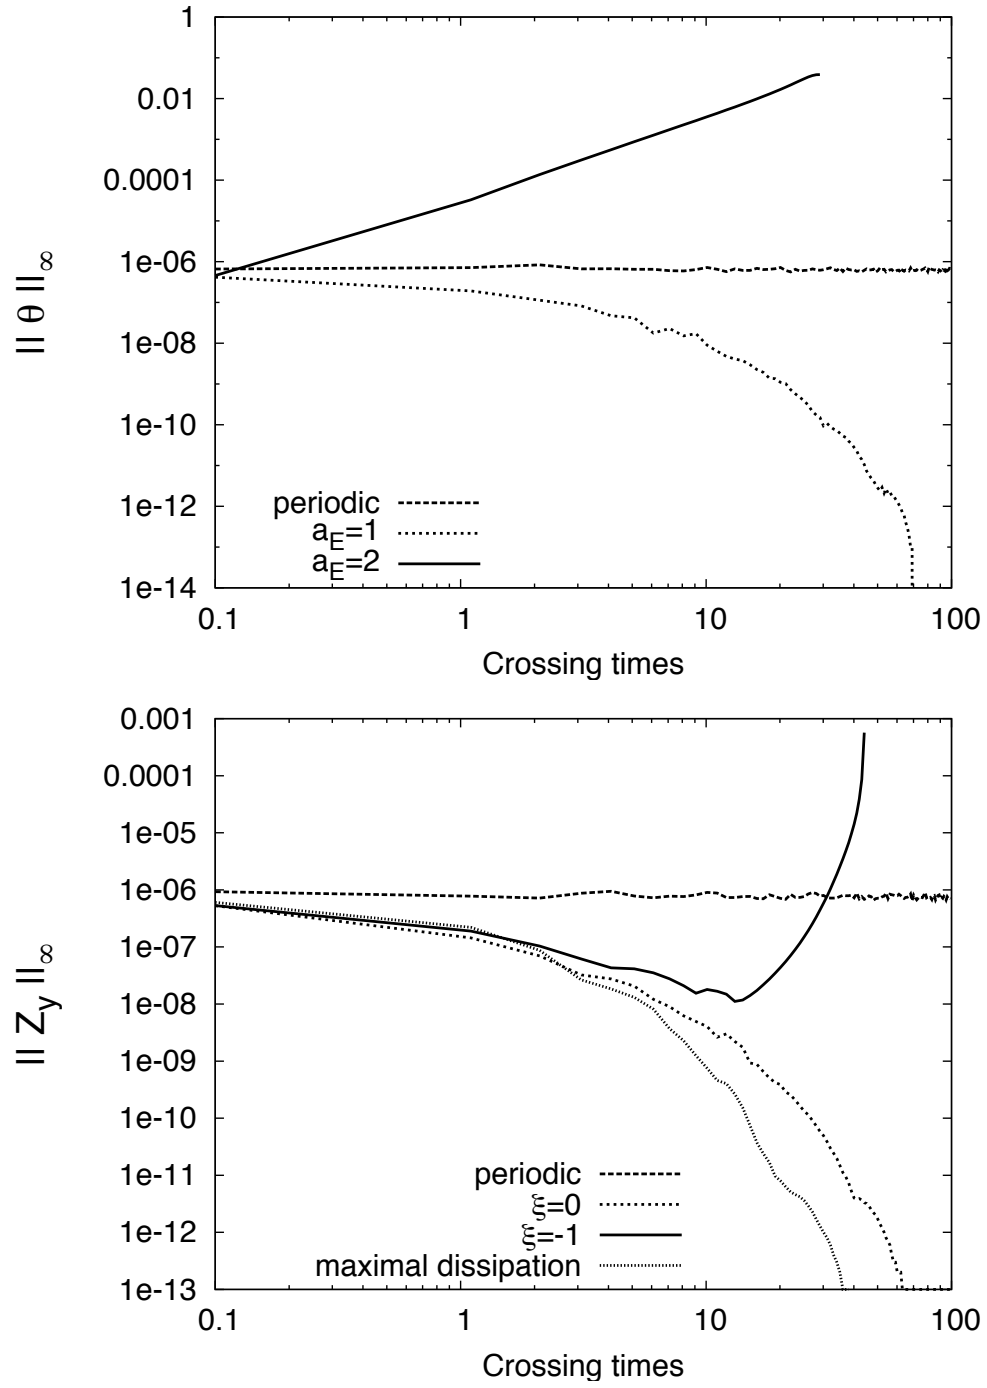 1
0.01
0.0001
1e-06
1e-08
1e-10
1e-12
1e-14
|| θ ||∞
periodic
a_E=1
a_E=2
0.1 1 10 100
Crossing times
0.001
0.0001
1e-05
1e-06
1e-07
1e-08
1e-09
1e-10
1e-11
1e-12
1e-13
|| Z_y ||∞
periodic
ξ=0
ξ=-1
maximal dissipation
0.1 1 10 100
Crossing times